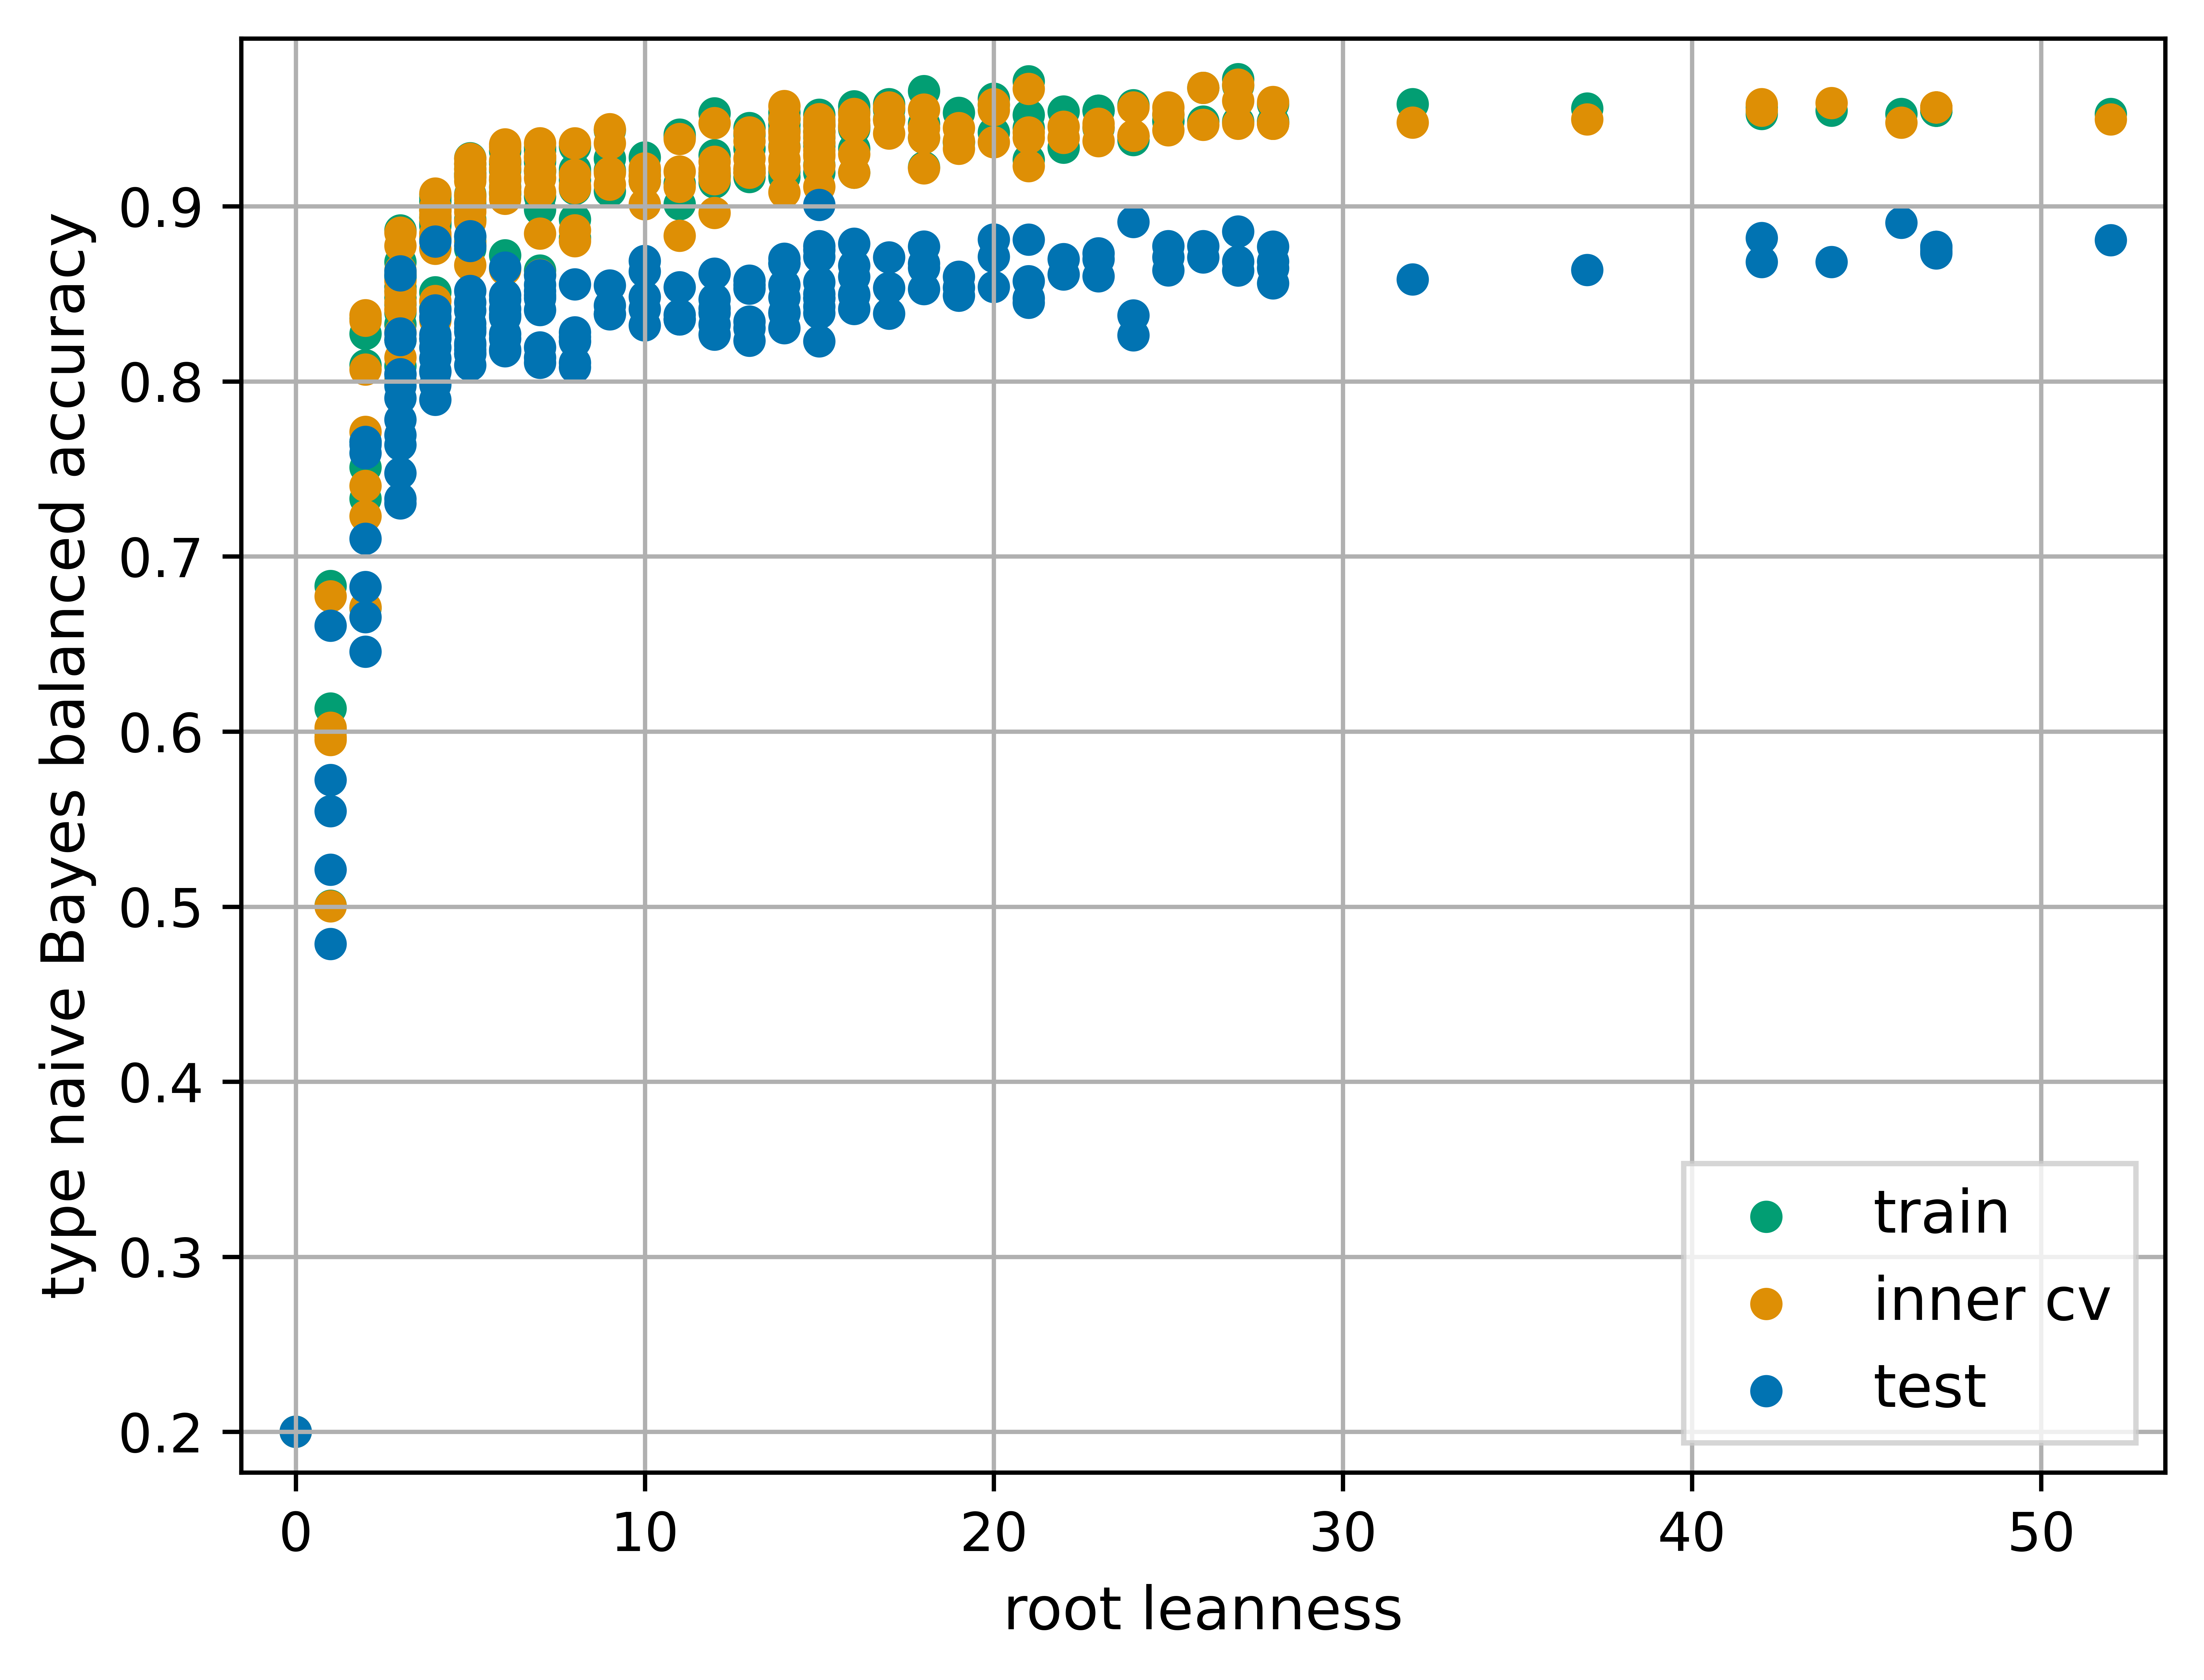 type naive Bayes balanced accuracy
0.9
0.8
0.7
0.6
0.5
0.4
0.3
0.2
train
inner cv
test
0 10 20 30 40 50
root leanness